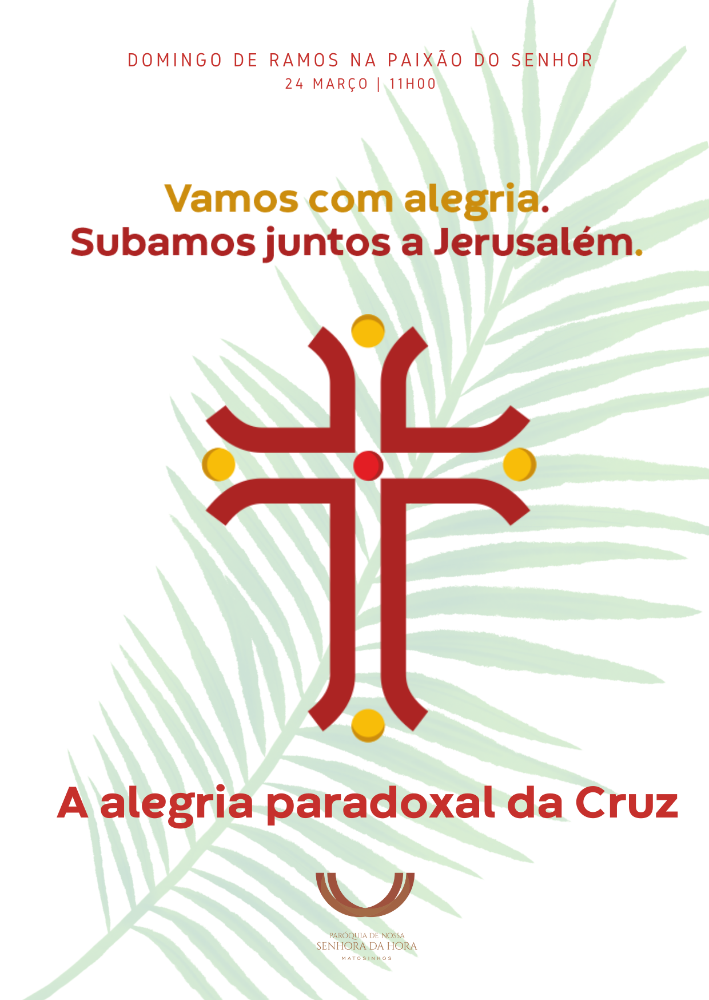 DOMINGO DE RAMOS NA PAIXÃO DO SENHOR
24 MARÇO | 11H00
Vamos com alegria.
Subamos juntos a Jerusalém.
A alegria paradoxal da Cruz
PARÓQUIA DE NOSSA
SENHORA DA HORA
MATOSINHOS